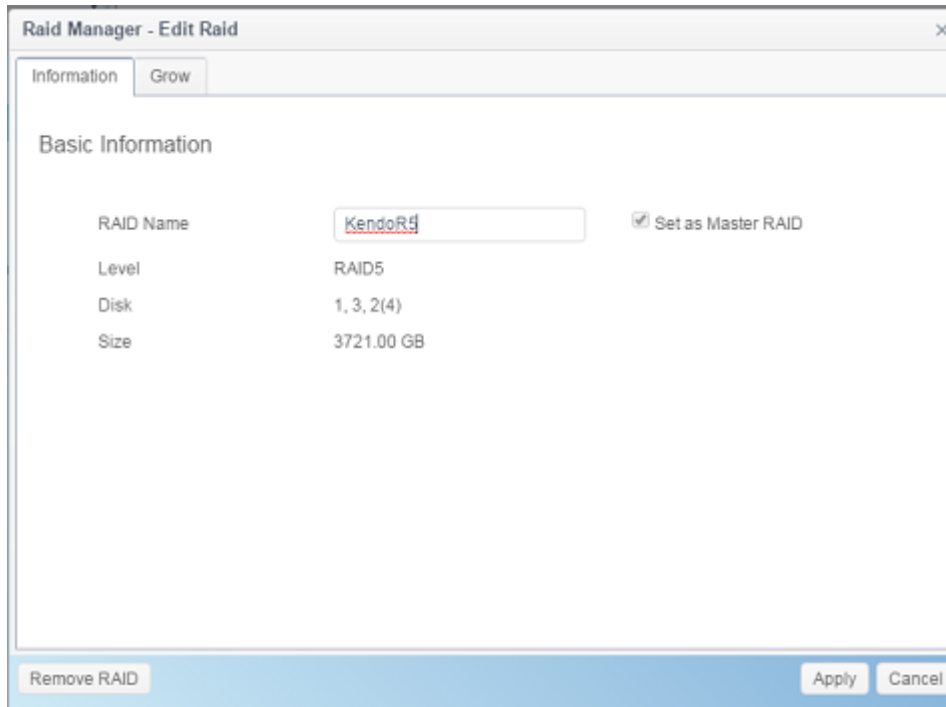 Raid Manager - Edit Raid
Information Grow
Basic Information
RAID Name KendoR5 Set as Master RAID
Level RAID5
Disk 1, 3, 2(4)
Size 3721.00 GB
Remove RAID Apply Cancel